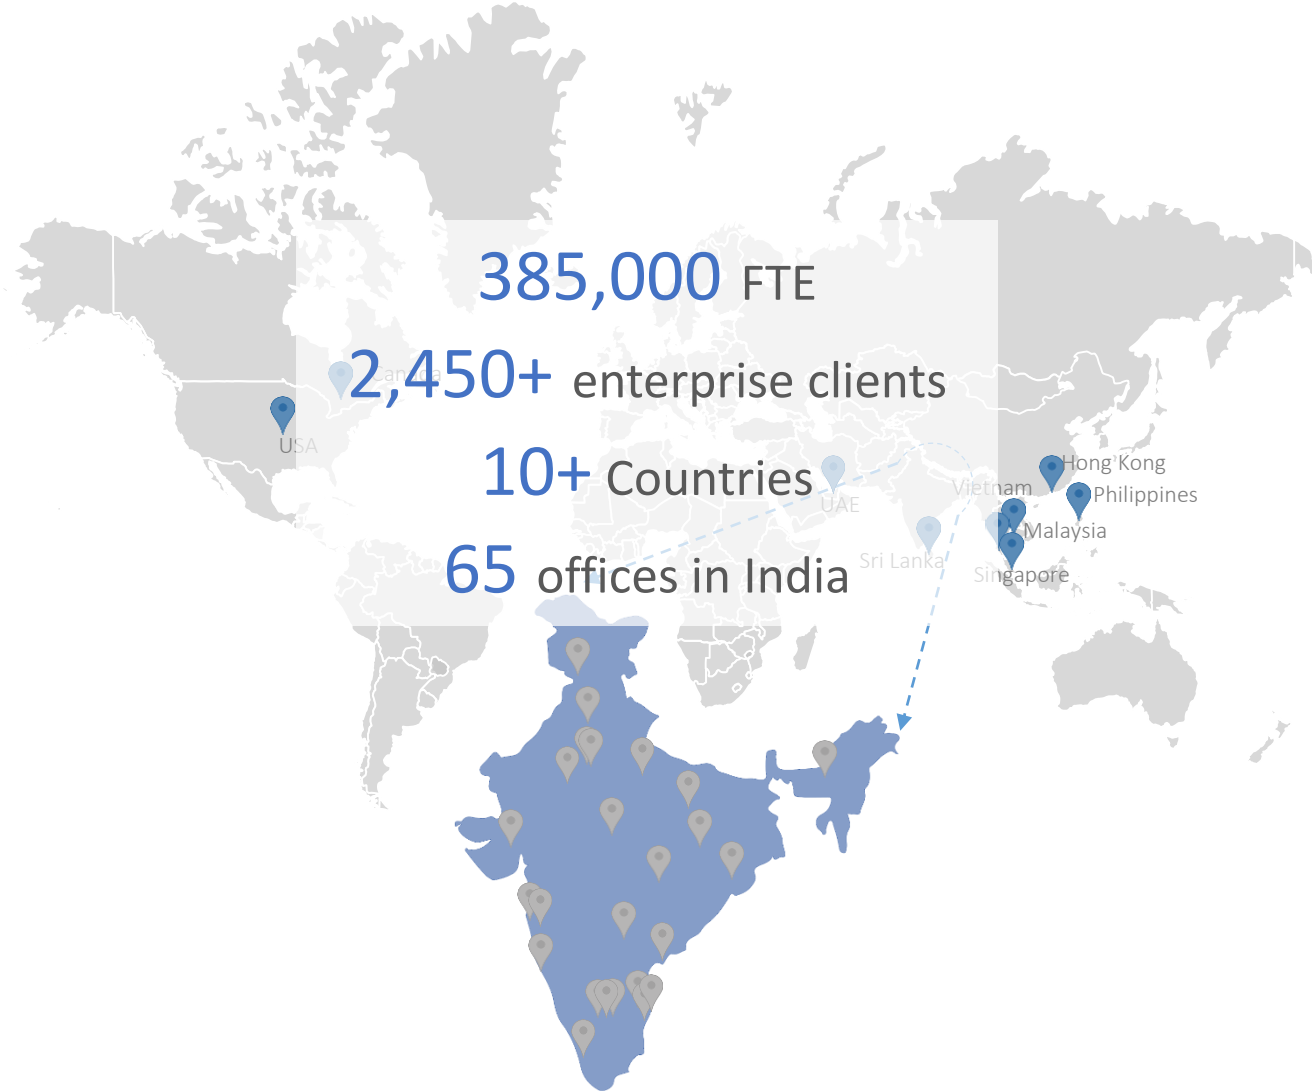 385,000 FTE
Canada
2,450+ enterprise clients
USA
10+ Countries
Hong Kong
Vietnam
Philippines
UAE
Malaysia
Sri Lanka
Singapore
65 offices in India